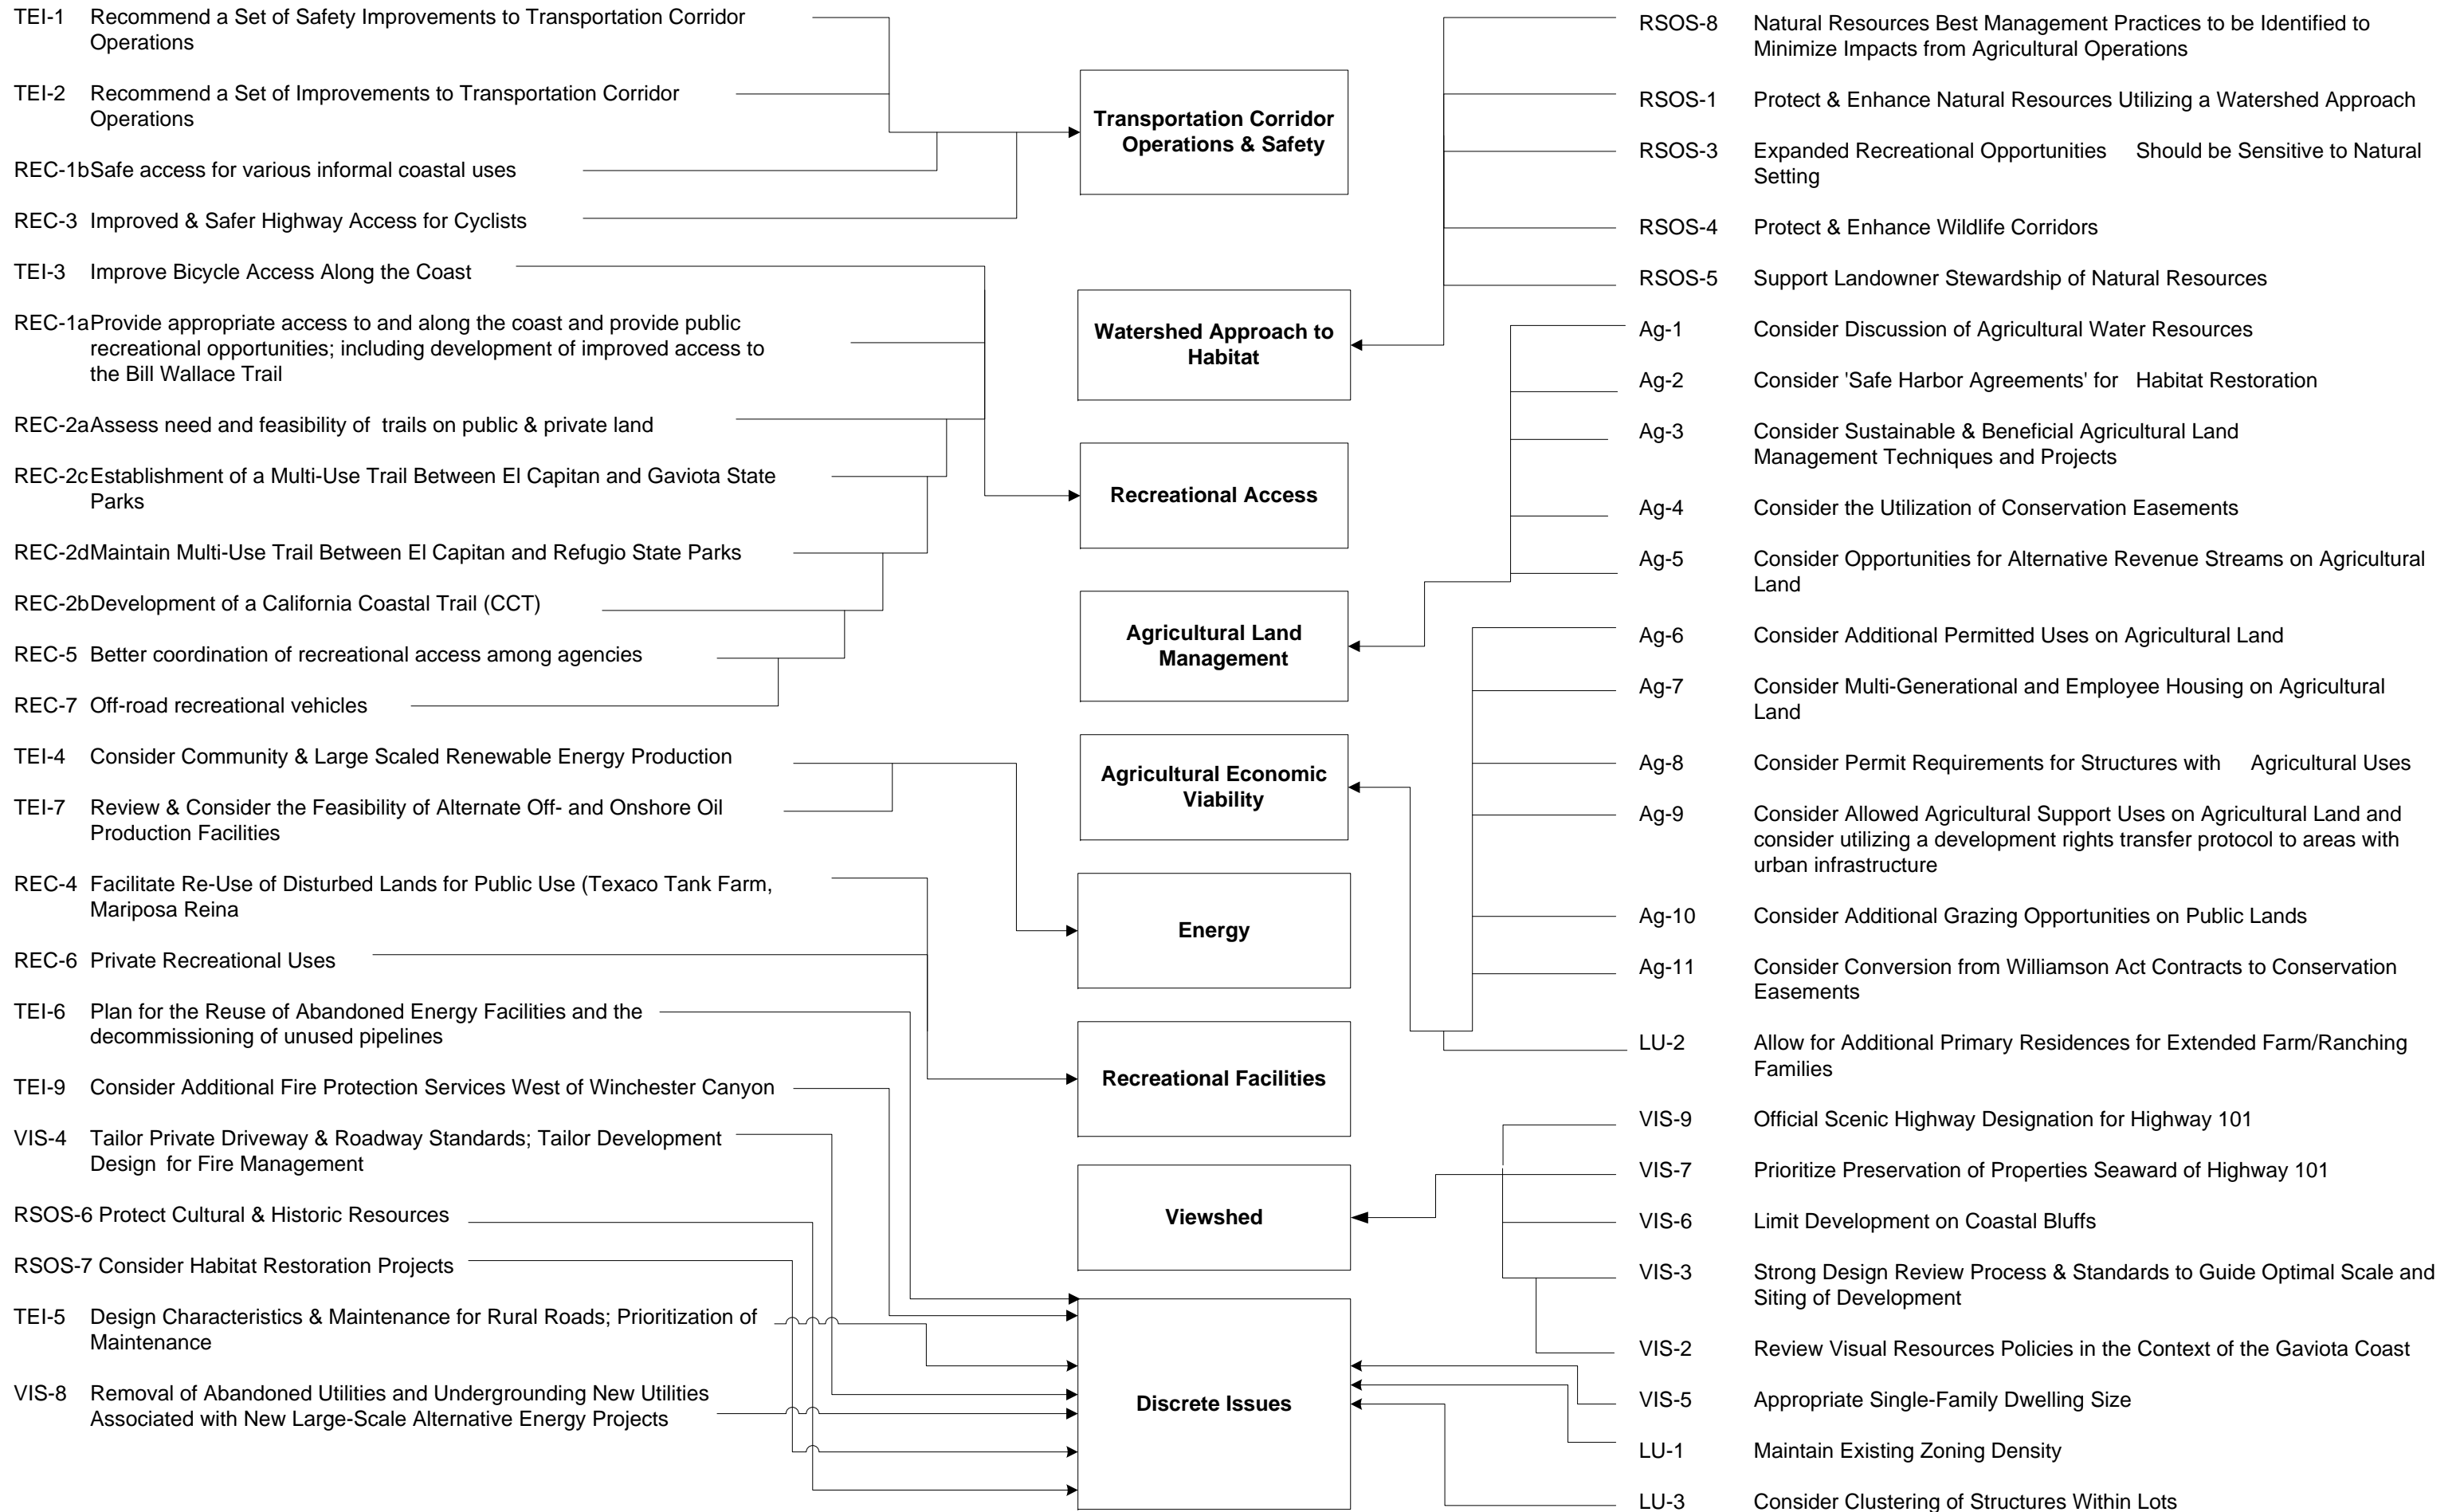 TEI-1 Recommend a Set of Safety Improvements to Transportation Corridor
Operations
TEI-2 Recommend a Set of Improvements to Transportation Corridor
Operations
REC-1b Safe access for various informal coastal uses
REC-3 Improved & Safer Highway Access for Cyclists
TEI-3 Improve Bicycle Access Along the Coast
REC-1a Provide appropriate access to and along the coast and provide public
recreational opportunities; including development of improved access to
the Bill Wallace Trail
REC-2a Assess need and feasibility of trails on public & private land
REC-2c Establishment of a Multi-Use Trail Between El Capitan and Gaviota State
Parks
REC-2d Maintain Multi-Use Trail Between El Capitan and Refugio State Parks
REC-2b Development of a California Coastal Trail (CCT)
REC-5 Better coordination of recreational access among agencies
REC-7 Off-road recreational vehicles
TEI-4 Consider Community & Large Scaled Renewable Energy Production
TEI-7 Review & Consider the Feasibility of Alternate Off- and Onshore Oil
Production Facilities
REC-4 Facilitate Re-Use of Disturbed Lands for Public Use (Texaco Tank Farm,
Mariposa Reina
REC-6 Private Recreational Uses
TEI-6 Plan for the Reuse of Abandoned Energy Facilities and the
decommissioning of unused pipelines
TEI-9 Consider Additional Fire Protection Services West of Winchester Canyon
VIS-4 Tailor Private Driveway & Roadway Standards; Tailor Development
Design for Fire Management
RSOS-6 Protect Cultural & Historic Resources
RSOS-7 Consider Habitat Restoration Projects
TEI-5 Design Characteristics & Maintenance for Rural Roads; Prioritization of
Maintenance
VIS-8 Removal of Abandoned Utilities and Undergrounding New Utilities
Associated with New Large-Scale Alternative Energy Projects
Transportation Corridor
Operations & Safety
Watershed Approach to
Habitat
Recreational Access
Agricultural Land
Management
Agricultural Economic
Viability
Energy
Recreational Facilities
Viewshed
Discrete Issues
RSOS-8 Natural Resources Best Management Practices to be Identified to
Minimize Impacts from Agricultural Operations
RSOS-1 Protect & Enhance Natural Resources Utilizing a Watershed Approach
RSOS-3 Expanded Recreational Opportunities Should be Sensitive to Natural
Setting
RSOS-4 Protect & Enhance Wildlife Corridors
RSOS-5 Support Landowner Stewardship of Natural Resources
Ag-1 Consider Discussion of Agricultural Water Resources
Ag-2 Consider 'Safe Harbor Agreements' for Habitat Restoration
Ag-3 Consider Sustainable & Beneficial Agricultural Land
Management Techniques and Projects
Ag-4 Consider the Utilization of Conservation Easements
Ag-5 Consider Opportunities for Alternative Revenue Streams on Agricultural
Land
Ag-6 Consider Additional Permitted Uses on Agricultural Land
Ag-7 Consider Multi-Generational and Employee Housing on Agricultural
Land
Ag-8 Consider Permit Requirements for Structures with Agricultural Uses
Ag-9 Consider Allowed Agricultural Support Uses on Agricultural Land and
consider utilizing a development rights transfer protocol to areas with
urban infrastructure
Ag-10 Consider Additional Grazing Opportunities on Public Lands
Ag-11 Consider Conversion from Williamson Act Contracts to Conservation
Easements
LU-2 Allow for Additional Primary Residences for Extended Farm/Ranching
Families
VIS-9 Official Scenic Highway Designation for Highway 101
VIS-7 Prioritize Preservation of Properties Seaward of Highway 101
VIS-6 Limit Development on Coastal Bluffs
VIS-3 Strong Design Review Process & Standards to Guide Optimal Scale and
Siting of Development
VIS-2 Review Visual Resources Policies in the Context of the Gaviota Coast
VIS-5 Appropriate Single-Family Dwelling Size
LU-1 Maintain Existing Zoning Density
LU-3 Consider Clustering of Structures Within Lots